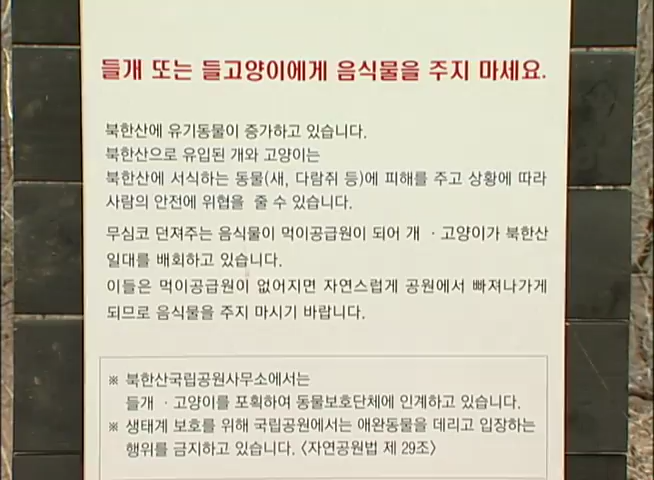 들개 또는 들고양이에게 음식물을 주지 마세요.
북한산에 유기동물이 증가하고 있습니다.
북한산으로 유입된 개와 고양이는
북한산에 서식하는 동물(새, 다람쥐 등)에 피해를 주고 상황에 따라
사람의 안전에 위협을 줄 수 있습니다.
무심코 던져주는 음식물이 먹이공급원이 되어 개 · 고양이가 북한산
일대를 배회하고 있습니다.
이들은 먹이공급원이 없어지면 자연스럽게 공원에서 빠져나가게
되므로 음식물을 주지 마시기 바랍니다.
※ 북한산국립공원사무소에서는
들개 · 고양이를 포획하여 동물보호단체에 인계하고 있습니다.
※ 생태계 보호를 위해 국립공원에서는 애완동물을 데리고 입장하는
행위를 금지하고 있습니다. <자연공원법 제 29조>